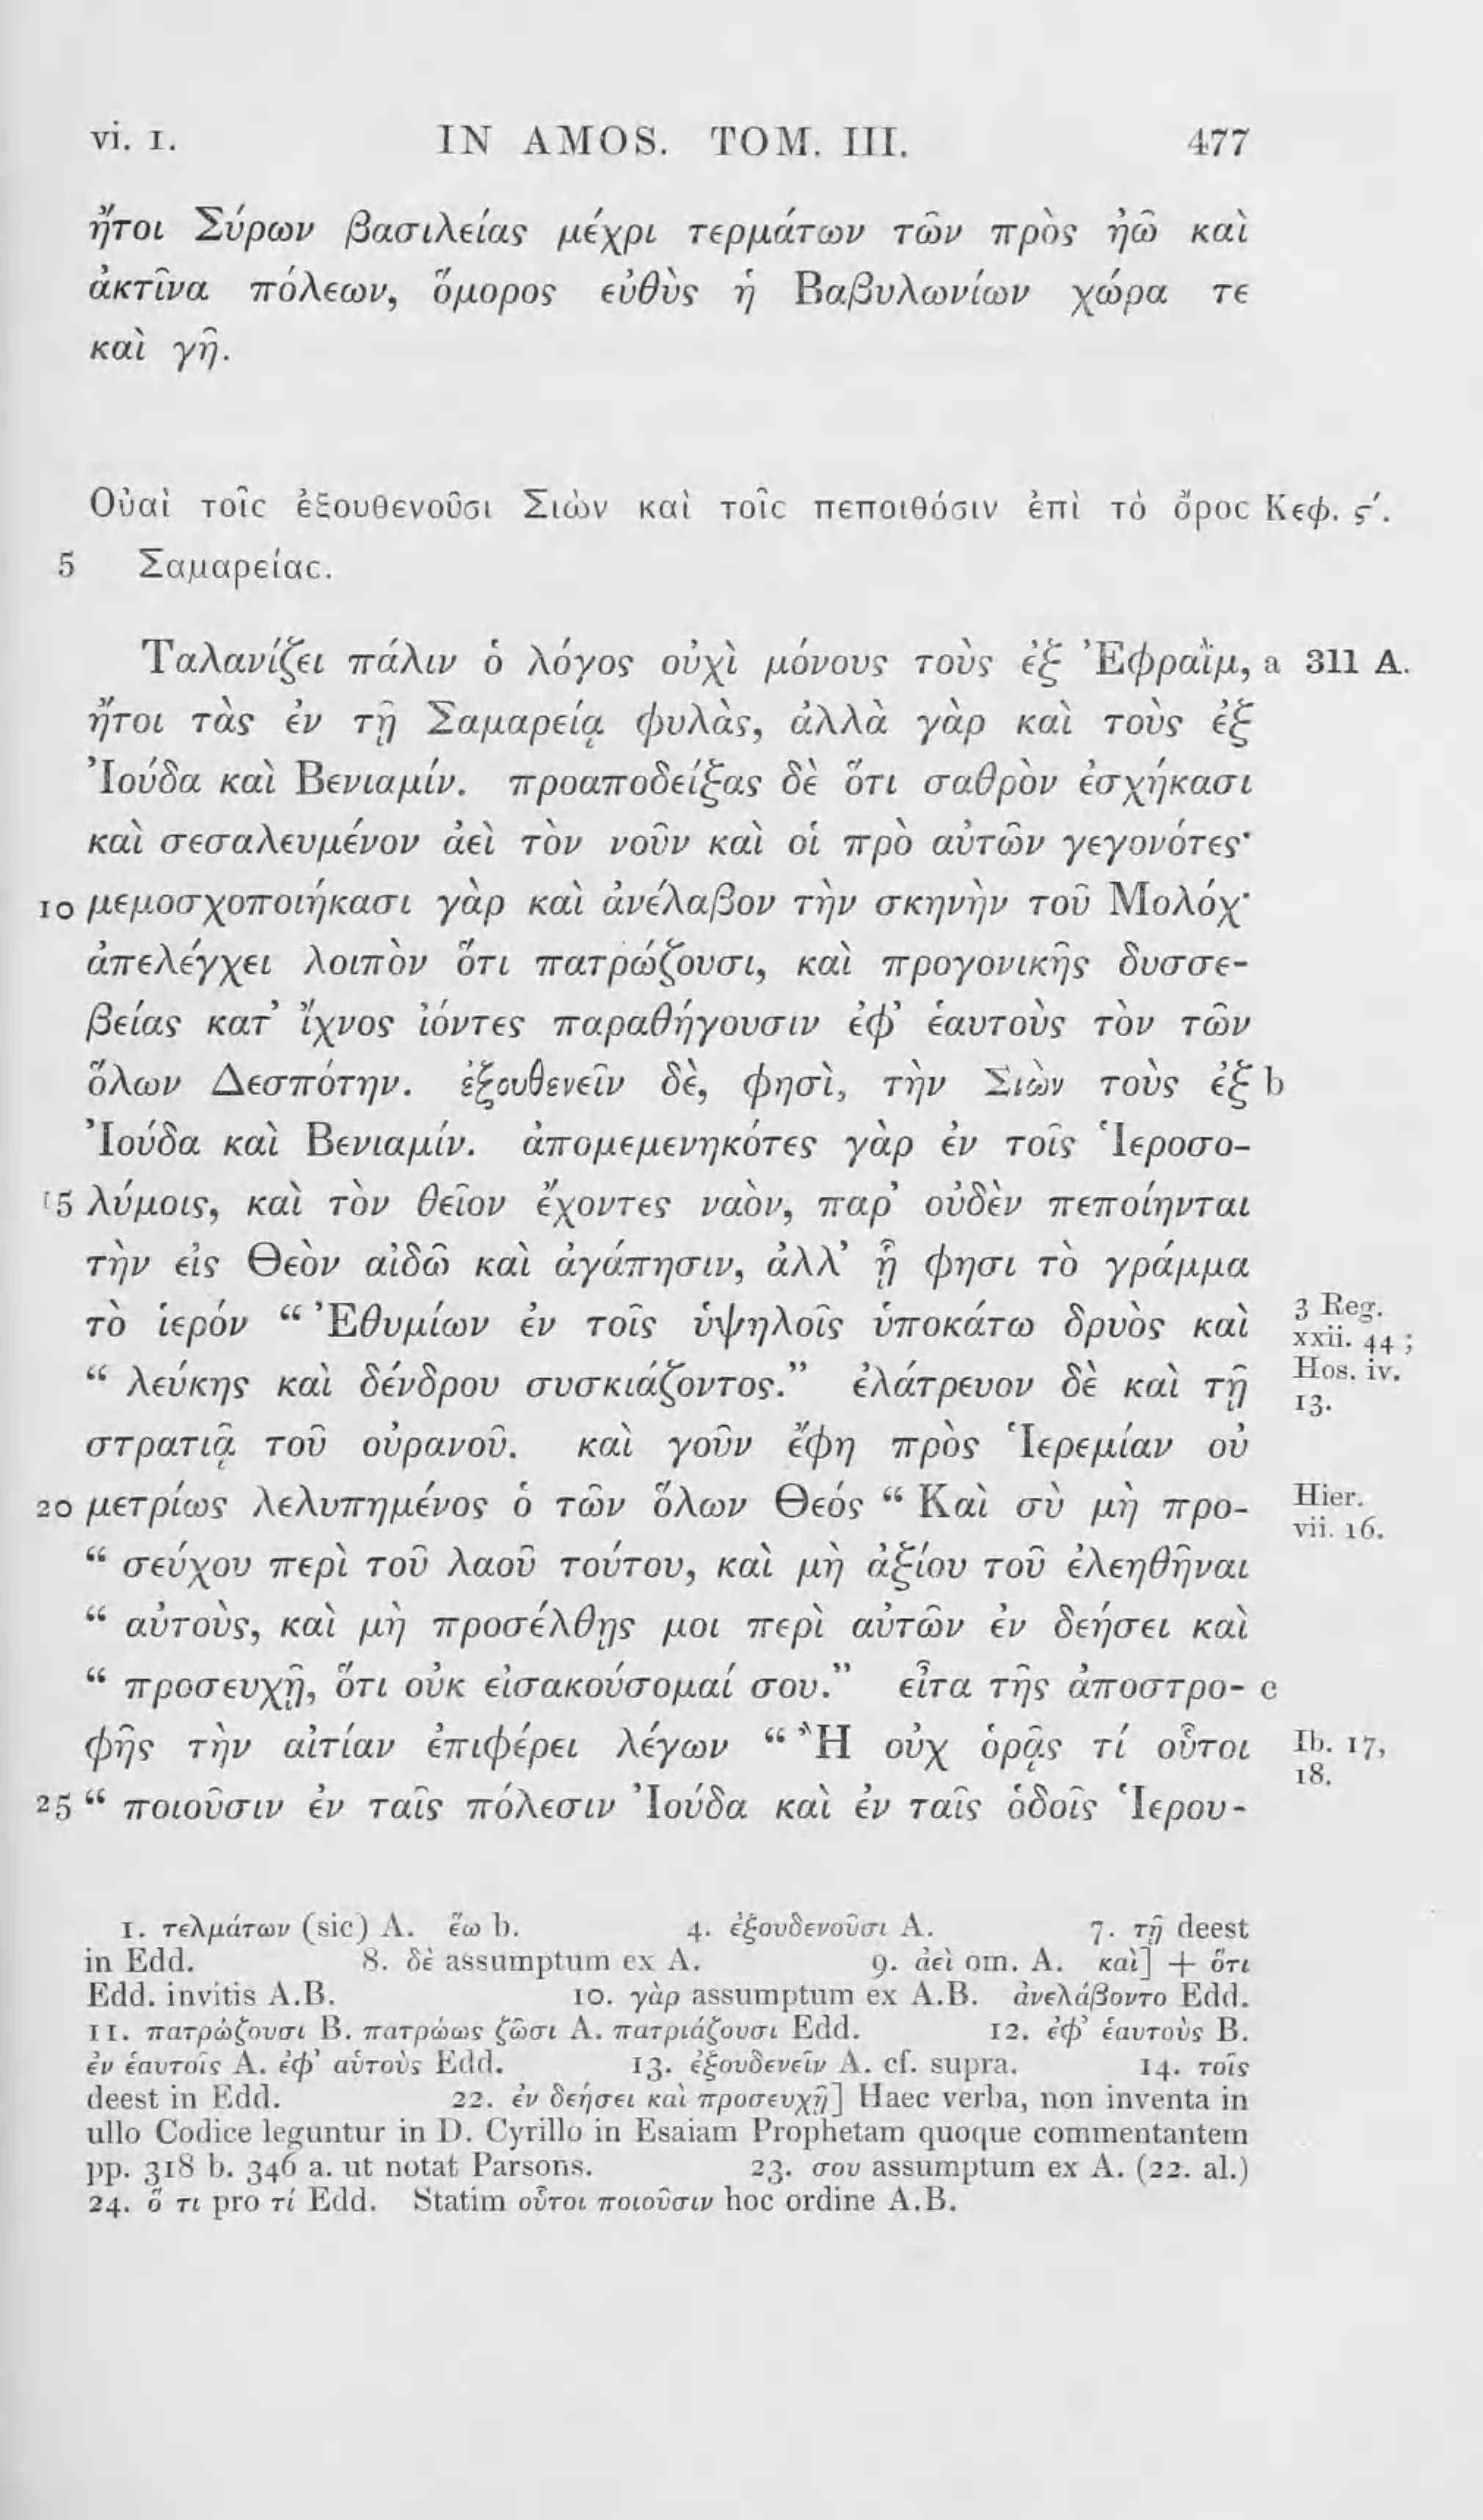 vi. 1. IN AMOS. TOM. III. 477
ἤτοι Σύρων βασιλείας μέχρι τερμάτων τῶν πρὸς ἠῶ καὶ
ἀκτῖνα πόλεων, ὅμορος εὐθὺς ἡ Βαβυλωνίων χώρα τε
καὶ γῆ.
Οὐαὶ τοῖς ἐξουθενοῦσι Σιὼν καὶ τοῖς πεποιθόσιν ἐπὶ τὸ ὄρος Κεφ. ς΄.
5 Σαμαρείας.
Ταλανίζει πάλιν ὁ λόγος οὐχὶ μόνους τοὺς ἐξ Ἐφραῒμ, a 311 A.
ἤτοι τὰς ἐν τῇ Σαμαρείᾳ φυλὰς, ἀλλὰ γὰρ καὶ τοὺς ἐξ
Ἰούδα καὶ Βενιαμίν. προαποδείξας δὲ ὅτι σαθρὸν ἐσχήκασι
καὶ σεσαλευμένον ἀεὶ τὸν νοῦν καὶ οἱ πρὸ αὐτῶν γεγονότες·
10 μεμοσχοποιήκασι γὰρ καὶ ἀνέλαβον τὴν σκηνὴν τοῦ Μολόχ·
ἀπελέγχει λοιπὸν ὅτι πατρώζουσι, καὶ προγονικῆς δυσσε-
βείας κατ’ ἴχνος ἰόντες παραθήγουσιν ἐφ’ ἑαυτοὺς τὸν τῶν
ὅλων Δεσπότην. ἐξουθενεῖν δὲ, φησὶ, τὴν Σιὼν τοὺς ἐξ b
Ἰούδα καὶ Βενιαμίν. ἀπομεμενηκότες γὰρ ἐν τοῖς Ἱεροσο-
15 λύμοις, καὶ τὸν θεῖον ἔχοντες ναὸν, παρ’ οὐδὲν πεποίηνται
τὴν εἰς Θεὸν αἰδῶ καὶ ἀγάπησιν, ἀλλ’ ᾗ φησι τὸ γράμμα
τὸ ἱερόν “ Ἐθυμίων ἐν τοῖς ὑψηλοῖς ὑποκάτω δρυὸς καὶ 3 Reg. xxii. 44 ;
“ λεύκης καὶ δένδρου συσκιάζοντος.” ἐλάτρευον δὲ καὶ τῇ Hos. iv. 13.
στρατιᾷ τοῦ οὐρανοῦ. καὶ γοῦν ἔφη πρὸς Ἱερεμίαν οὐ
20 μετρίως λελυπημένος ὁ τῶν ὅλων Θεός “ Καὶ σὺ μὴ προ- Hier. vii. 16.
“ σεύχου περὶ τοῦ λαοῦ τούτου, καὶ μὴ ἀξίου τοῦ ἐλεηθῆναι
“ αὐτοὺς, καὶ μὴ προσέλθῃς μοι περὶ αὐτῶν ἐν δεήσει καὶ
“ προσευχῇ, ὅτι οὐκ εἰσακούσομαί σου.” εἶτα τῆς ἀποστρο- c
φῆς τὴν αἰτίαν ἐπιφέρει λέγων “ Ἢ οὐχ ὁρᾷς τί οὗτοι Ib. 17, 18.
25 “ ποιοῦσιν ἐν ταῖς πόλεσιν Ἰούδα καὶ ἐν ταῖς ὁδοῖς Ἱερου-
1. τελμάτων (sic) A. ἕω b. 4. ἐξουδενοῦσι A. 7. τῇ deest
in Edd. 8. δὲ assumptum ex A. 9. ἀεὶ om. A. καὶ] + ὅτι
Edd. invitis A.B. 10. γὰρ assumptum ex A.B. ἀνελάβοντο Edd.
11. πατρώζουσι B. πατρώως ζῶσι A. πατριάζουσι Edd. 12. ἐφ’ ἑαυτοὺς B.
ἐν ἑαυτοῖς A. ἐφ’ αὑτοὺς Edd. 13. ἐξουδενεῖν A. cf. supra. 14. τοῖς
deest in Edd. 22. ἐν δεήσει καὶ προσευχῇ] Haec verba, non inventa in
ullo Codice leguntur in D. Cyrillo in Esaiam Prophetam quoque commentantem
pp. 318 b. 346 a. ut notat Parsons. 23. σου assumptum ex A. (22. al.)
24. ὅ τι pro τί Edd. Statim οὗτοι ποιοῦσιν hoc ordine A.B.